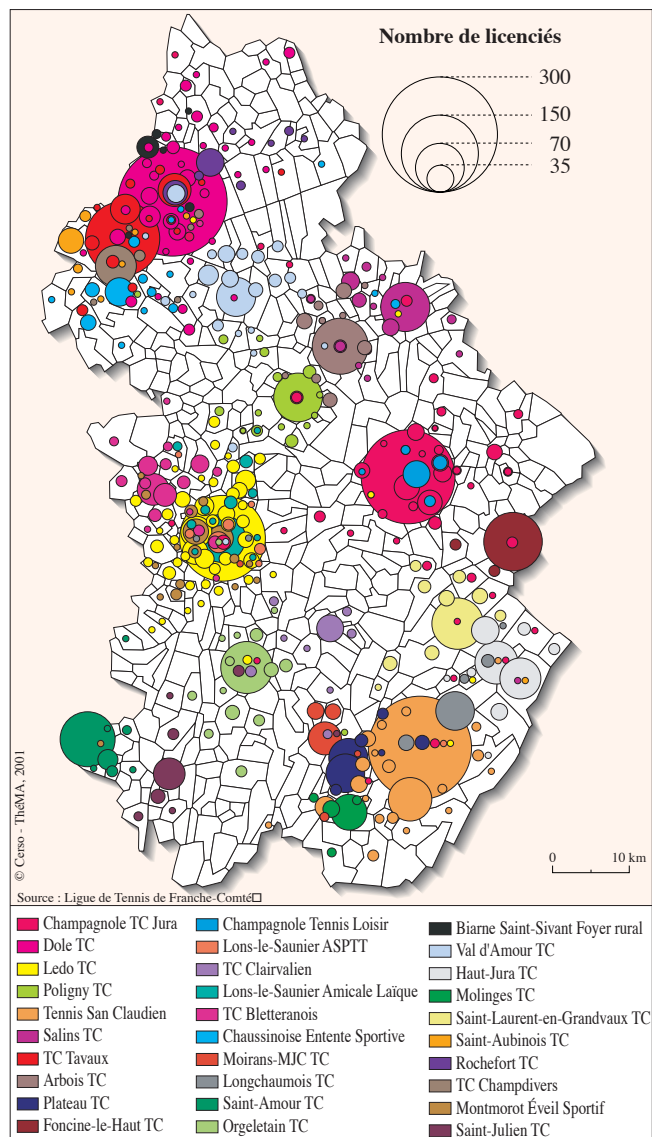 Nombre de licenciés
300
150
70
35
© Cerso - ThéMA, 2001
0 10 km
Source : Ligue de Tennis de Franche-Comté
Champagnole TC Jura
Dole TC
Ledo TC
Poligny TC
Tennis San Claudien
Salins TC
TC Tavaux
Arbois TC
Plateau TC
Foncine-le-Haut TC
Champagnole Tennis Loisir
Lons-le-Saunier ASPTT
TC Clairvalien
Lons-le-Saunier Amicale Laïque
TC Bletteranois
Chaussinoise Entente Sportive
Moirans-MJC TC
Longchaumois TC
Saint-Amour TC
Orgeletain TC
Biarne Saint-Sivant Foyer rural
Val d'Amour TC
Haut-Jura TC
Molinges TC
Saint-Laurent-en-Grandvaux TC
Saint-Aubinois TC
Rochefort TC
TC Champdivers
Montmorot Éveil Sportif
Saint-Julien TC